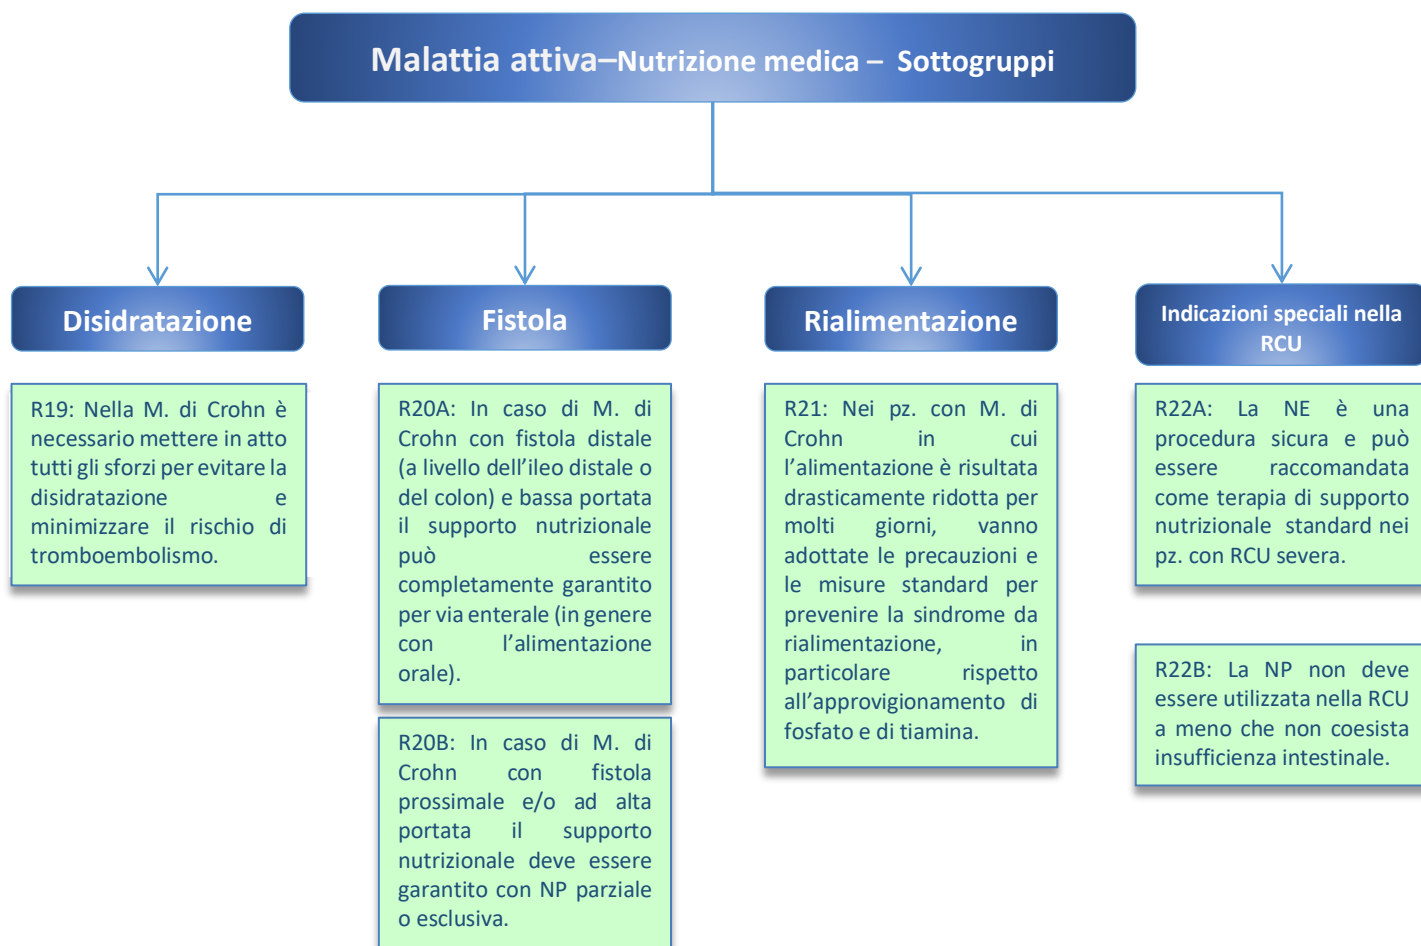 Malattia attiva–Nutrizione medica – Sottogruppi
Disidratazione
R19: Nella M. di Crohn è
necessario mettere in atto
tutti gli sforzi per evitare la
disidratazione e
minimizzare il rischio di
tromboembolismo.
Fistola
R20A: In caso di M. di
Crohn con fistola distale
(a livello dell’ileo distale o
del colon) e bassa portata
il supporto nutrizionale
può essere
completamente garantito
per via enterale (in genere
con l’alimentazione
orale).
R20B: In caso di M. di
Crohn con fistola
prossimale e/o ad alta
portata il supporto
nutrizionale deve essere
garantito con NP parziale
o esclusiva.
Rialimentazione
R21: Nei pz. con M. di
Crohn in cui
l’alimentazione è risultata
drasticamente ridotta per
molti giorni, vanno
adottate le precauzioni e
le misure standard per
prevenire la sindrome da
rialimentazione, in
particolare rispetto
all’approvigionamento di
fosfato e di tiamina.
Indicazioni speciali nella
RCU
R22A: La NE è una
procedura sicura e può
essere raccomandata
come terapia di supporto
nutrizionale standard nei
pz. con RCU severa.
R22B: La NP non deve
essere utilizzata nella RCU
a meno che non coesista
insufficienza intestinale.